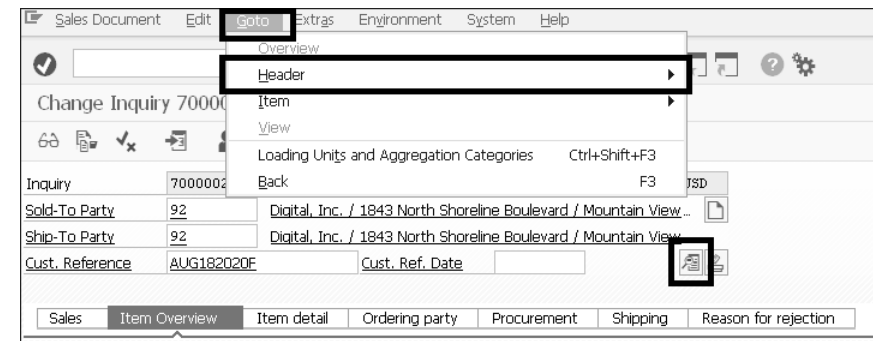 Sales Document Edit Goto Extras Environment System Help
Overview
Header
Change Inquiry 7000
Item
View
Loading Units and Aggregation Categories Ctrl+Shift+F3
Back F3
Inquiry 7000002 USD
Sold-To Party 92 Digital, Inc. / 1843 North Shoreline Boulevard / Mountain View ...
Ship-To Party 92 Digital, Inc. / 1843 North Shoreline Boulevard / Mountain View
Cust. Reference AUG182020F Cust. Ref. Date
Sales Item Overview Item detail Ordering party Procurement Shipping Reason for rejection